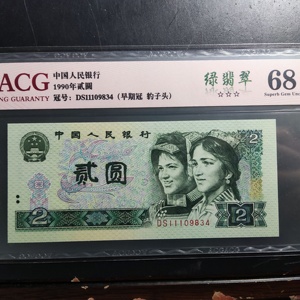 ACG
NG GUARANTY
中国人民银行
1990年贰圆
冠号：DS11109834（早期冠 豹子头）
绿翡翠
☆☆☆
68
Superb Gem Unc
中国人民银行
贰圆
DS11109834
2
2